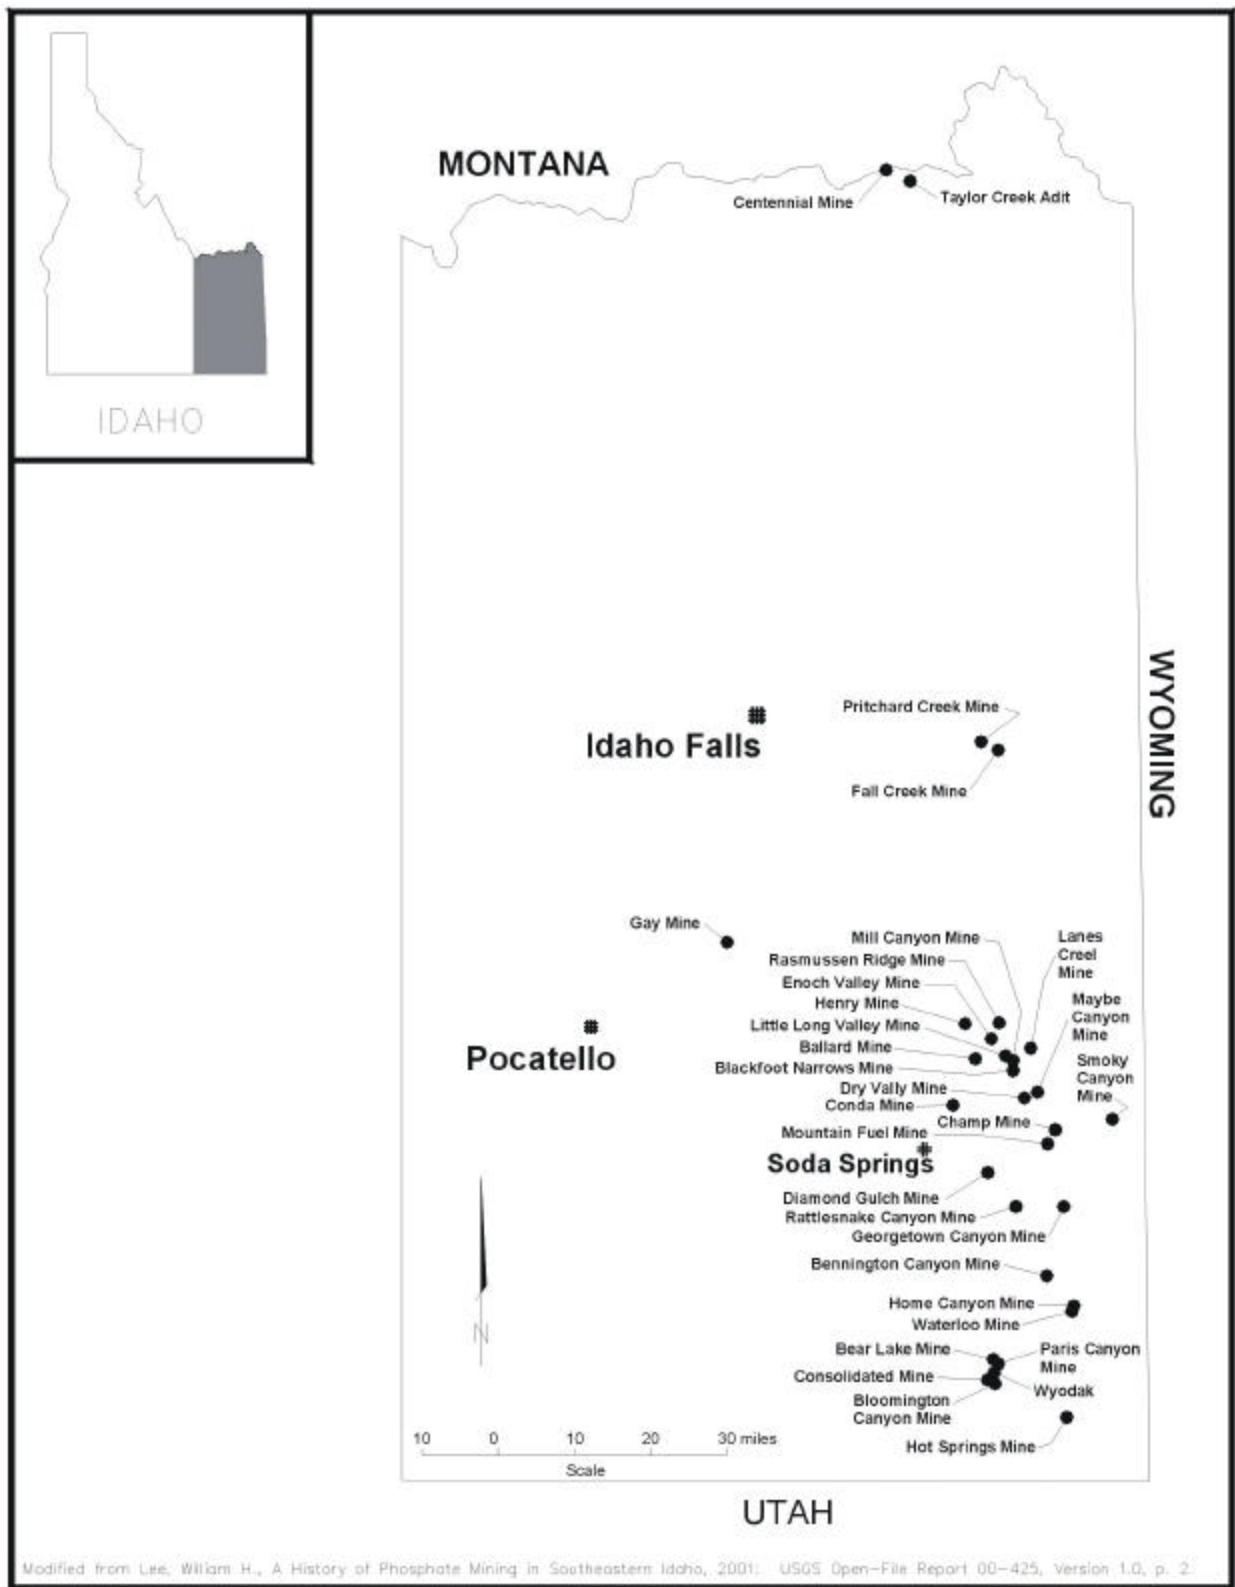 MONTANA
Centennial Mine
Taylor Creek Adit
IDAHO
WYOMING
Pritchard Creek Mine
Idaho Falls
Fall Creek Mine
Gay Mine
Mill Canyon Mine
Lanes
Creel
Mine
Rasmussen Ridge Mine
Enoch Valley Mine
Henry Mine
Maybe
Canyon
Mine
Little Long Valley Mine
Pocatello
Ballard Mine
Blackfoot Narrows Mine
Smoky
Canyon
Mine
Dry Vally Mine
Conda Mine
Champ Mine
Mountain Fuel Mine
Soda Springs
Diamond Gulch Mine
Rattlesnake Canyon Mine
Georgetown Canyon Mine
Bennington Canyon Mine
Home Canyon Mine
Waterloo Mine
N
Bear Lake Mine
Paris Canyon
Mine
Consolidated Mine
Wyodak
Bloomington
Canyon Mine
Hot Springs Mine
10 0 10 20 30 miles
Scale
UTAH
Modified from Lee, William H., A History of Phosphate Mining in Southeastern Idaho, 2001: USGS Open-File Report 00-425, Version 1.0, p. 2